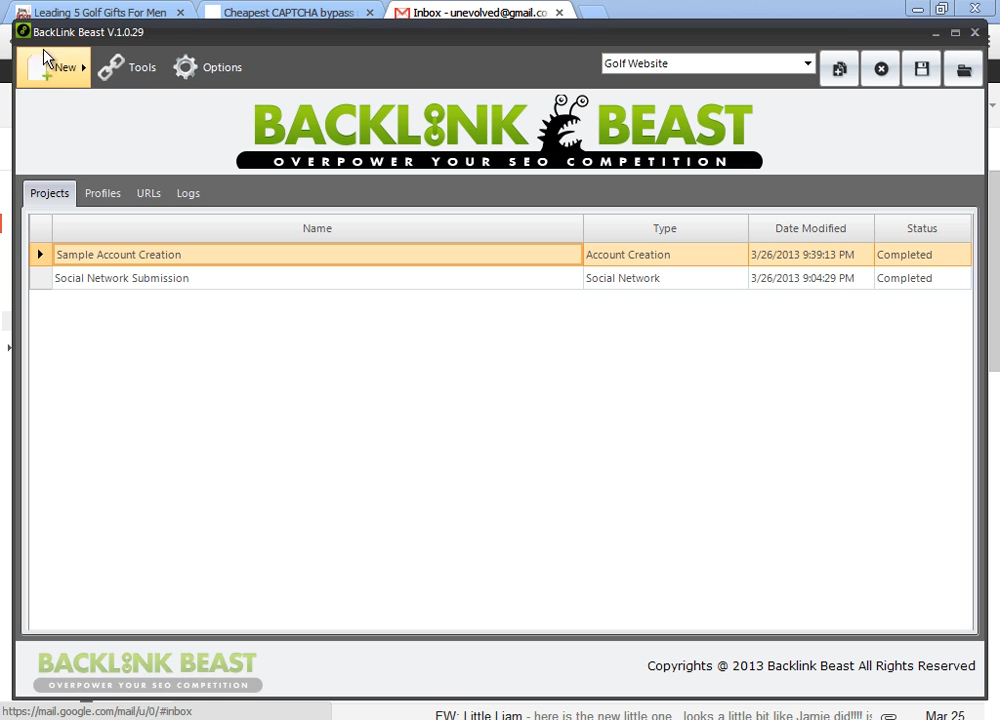 Leading 5 Golf Gifts For Men
Cheapest CAPTCHA bypass
Inbox - unevolved@gmail.co
BackLink Beast V.1.0.29
New
Tools
Options
Golf Website
BACKLINK BEAST
OVERPOWER YOUR SEO COMPETITION
Projects
Profiles
URLs
Logs
Name
Type
Date Modified
Status
Sample Account Creation
Account Creation
3/26/2013 9:39:13 PM
Completed
Social Network Submission
Social Network
3/26/2013 9:04:29 PM
Completed
BACKLINK BEAST
OVERPOWER YOUR SEO COMPETITION
Copyrights @ 2013 Backlink Beast All Rights Reserved
https://mail.google.com/mail/u/0/#inbox
FW: Little Liam - here is the new little one looks a little bit like Jamie did!!!! is
Mar 25